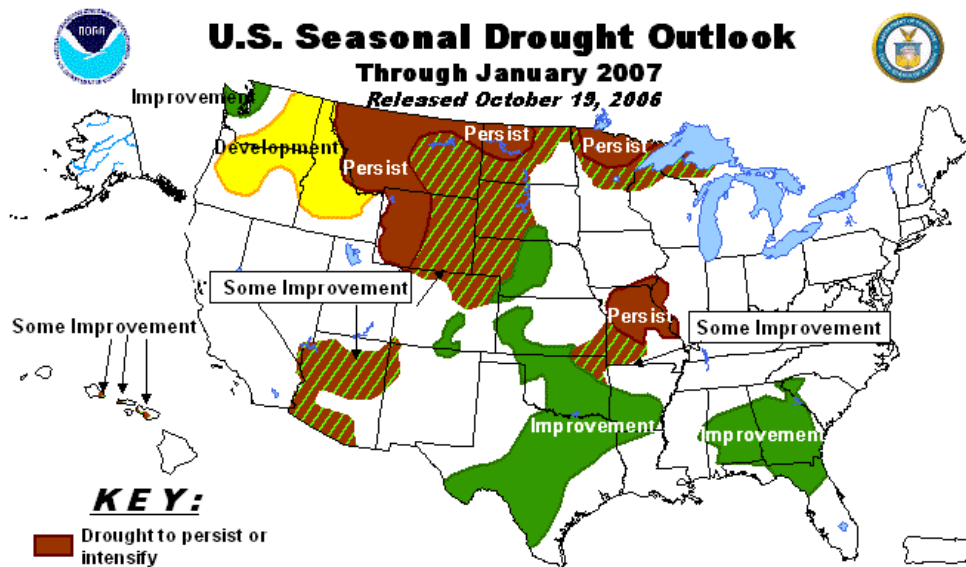 NOAA
U.S. Seasonal Drought Outlook
Through January 2007
Released October 19, 2006
Improvement
Development
Persist
Persist
Persist
Some Improvement
Persist
Some Improvement
Some Improvement
Improvement
Improvement
KEY:
Drought to persist or
intensify